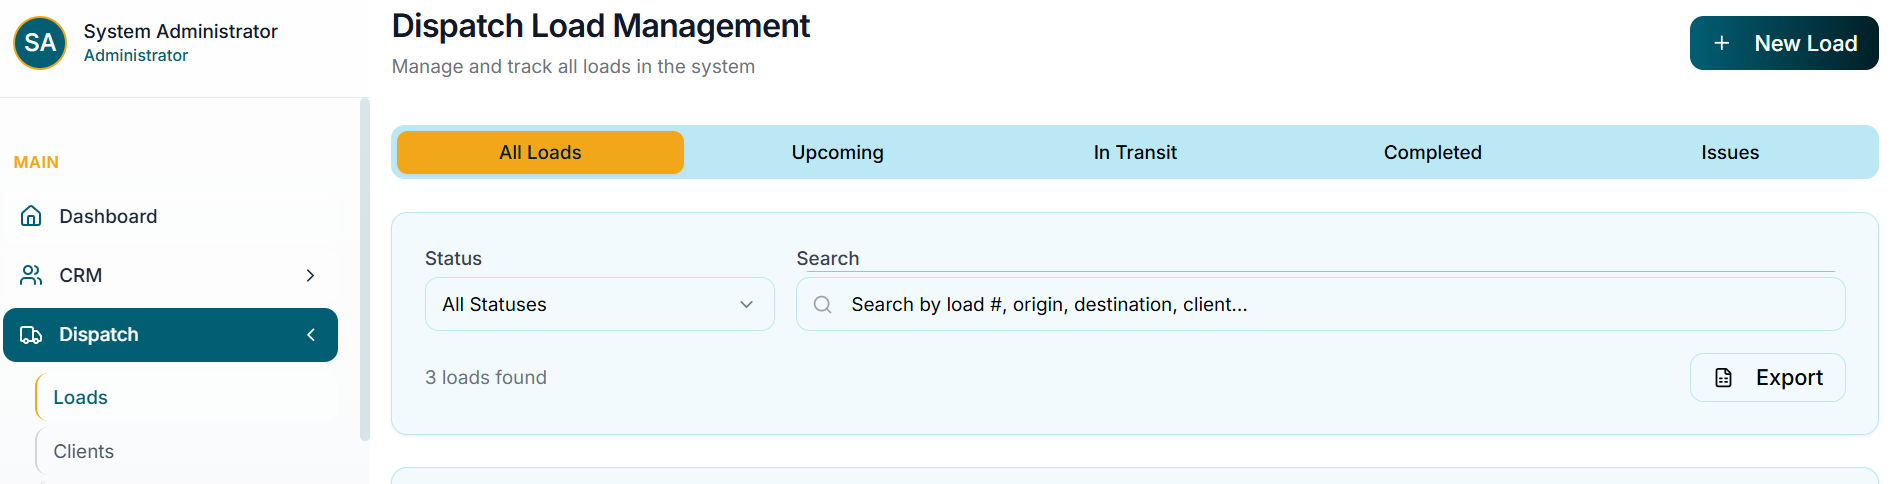 SA
System Administrator
Administrator
MAIN
Dashboard
CRM
Dispatch
Loads
Clients
Dispatch Load Management
Manage and track all loads in the system
New Load
All Loads
Upcoming
In Transit
Completed
Issues
Status
Search
All Statuses
Search by load #, origin, destination, client...
3 loads found
Export